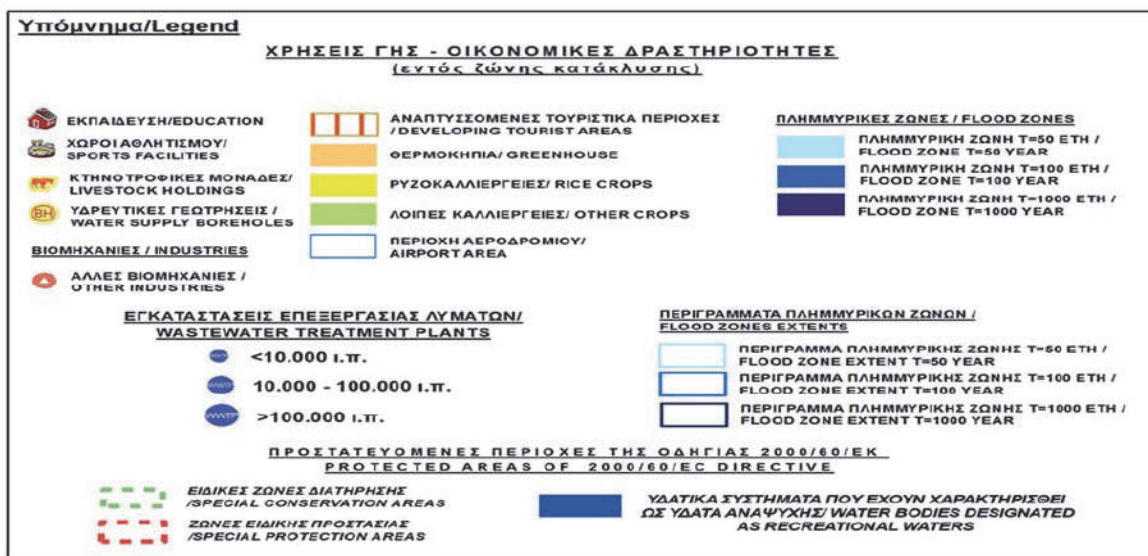 Υπόμνημα/Legend
ΧΡΗΣΕΙΣ ΓΗΣ - ΟΙΚΟΝΟΜΙΚΕΣ ΔΡΑΣΤΗΡΙΟΤΗΤΕΣ
(εντός ζώνης κατάκλυσης)
ΕΚΠΑΙΔΕΥΣΗ/EDUCATION
ΧΩΡΟΙ ΑΘΛΗΤΙΣΜΟΥ/
SPORTS FACILITIES
ΚΤΗΝΟΤΡΟΦΙΚΕΣ ΜΟΝΑΔΕΣ/
LIVESTOCK HOLDINGS
BH
ΥΔΡΕΥΤΙΚΕΣ ΓΕΩΤΡΗΣΕΙΣ /
WATER SUPPLY BOREHOLES
ΒΙΟΜΗΧΑΝΙΕΣ / INDUSTRIES
ΑΛΛΕΣ ΒΙΟΜΗΧΑΝΙΕΣ /
OTHER INDUSTRIES
ΑΝΑΠΤΥΣΣΟΜΕΝΕΣ ΤΟΥΡΙΣΤΙΚΑ ΠΕΡΙΟΧΕΣ
/ DEVELOPING TOURIST AREAS
ΘΕΡΜΟΚΗΠΙΑ/ GREENHOUSE
ΡΥΖΟΚΑΛΛΙΕΡΓΕΙΕΣ/ RICE CROPS
ΛΟΙΠΕΣ ΚΑΛΛΙΕΡΓΕΙΕΣ/ OTHER CROPS
ΠΕΡΙΟΧΗ ΑΕΡΟΔΡΟΜΙΟΥ/
AIRPORT AREA
ΠΛΗΜΜΥΡΙΚΕΣ ΖΩΝΕΣ / FLOOD ZONES
ΠΛΗΜΜΥΡΙΚΗ ΖΩΝΗ Τ=50 ΕΤΗ /
FLOOD ZONE T=50 YEAR
ΠΛΗΜΜΥΡΙΚΗ ΖΩΝΗ Τ=100 ΕΤΗ /
FLOOD ZONE T=100 YEAR
ΠΛΗΜΜΥΡΙΚΗ ΖΩΝΗ Τ=1000 ΕΤΗ /
FLOOD ZONE T=1000 YEAR
ΕΓΚΑΤΑΣΤΑΣΕΙΣ ΕΠΕΞΕΡΓΑΣΙΑΣ ΛΥΜΑΤΩΝ/
WASTEWATER TREATMENT PLANTS
<10.000 ι.π.
10.000 - 100.000 ι.π.
>100.000 ι.π.
ΠΕΡΙΓΡΑΜΜΑΤΑ ΠΛΗΜΜΥΡΙΚΩΝ ΖΩΝΩΝ /
FLOOD ZONES EXTENTS
ΠΕΡΙΓΡΑΜΜΑ ΠΛΗΜΜΥΡΙΚΗΣ ΖΩΝΗΣ Τ=50 ΕΤΗ /
FLOOD ZONE EXTENT T=50 YEAR
ΠΕΡΙΓΡΑΜΜΑ ΠΛΗΜΜΥΡΙΚΗΣ ΖΩΝΗΣ Τ=100 ΕΤΗ /
FLOOD ZONE EXTENT T=100 YEAR
ΠΕΡΙΓΡΑΜΜΑ ΠΛΗΜΜΥΡΙΚΗΣ ΖΩΝΗΣ Τ=1000 ΕΤΗ /
FLOOD ZONE EXTENT T=1000 YEAR
ΠΡΟΣΤΑΤΕΥΟΜΕΝΕΣ ΠΕΡΙΟΧΕΣ ΤΗΣ ΟΔΗΓΙΑΣ 2000/60/ΕΚ
PROTECTED AREAS OF 2000/60/EC DIRECTIVE
ΕΙΔΙΚΕΣ ΖΩΝΕΣ ΔΙΑΤΗΡΗΣΗΣ
/SPECIAL CONSERVATION AREAS
ΖΩΝΕΣ ΕΙΔΙΚΗΣ ΠΡΟΣΤΑΣΙΑΣ
/SPECIAL PROTECTION AREAS
ΥΔΑΤΙΚΑ ΣΥΣΤΗΜΑΤΑ ΠΟΥ ΕΧΟΥΝ ΧΑΡΑΚΤΗΡΙΣΘΕΙ
ΩΣ ΥΔΑΤΑ ΑΝΑΨΥΧΗΣ/ WATER BODIES DESIGNATED
AS RECREATIONAL WATERS